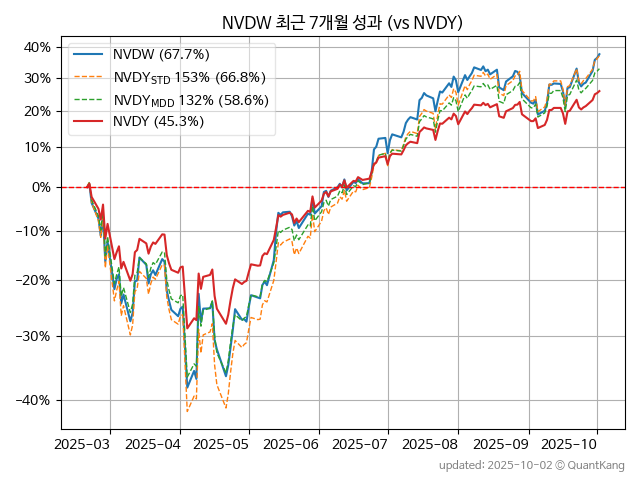 NVDW 최근 7개월 성과 (vs NVDY)
NVDW (67.7%)
NVDY_STD 153% (66.8%)
NVDY_MDD 132% (58.6%)
NVDY (45.3%)
40%
30%
20%
10%
0%
−10%
−20%
−30%
−40%
2025-03 2025-04 2025-05 2025-06 2025-07 2025-08 2025-09 2025-10
updated: 2025-10-02 © QuantKang